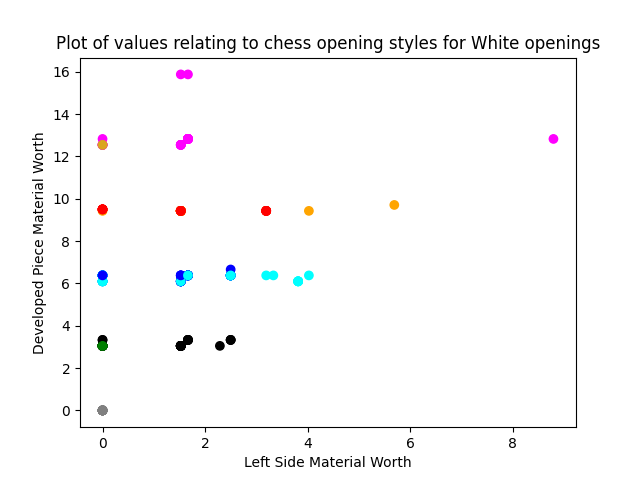 Plot of values relating to chess opening styles for White openings
16
14
12
10
8
6
4
2
0
Developed Piece Material Worth
0 2 4 6 8
Left Side Material Worth